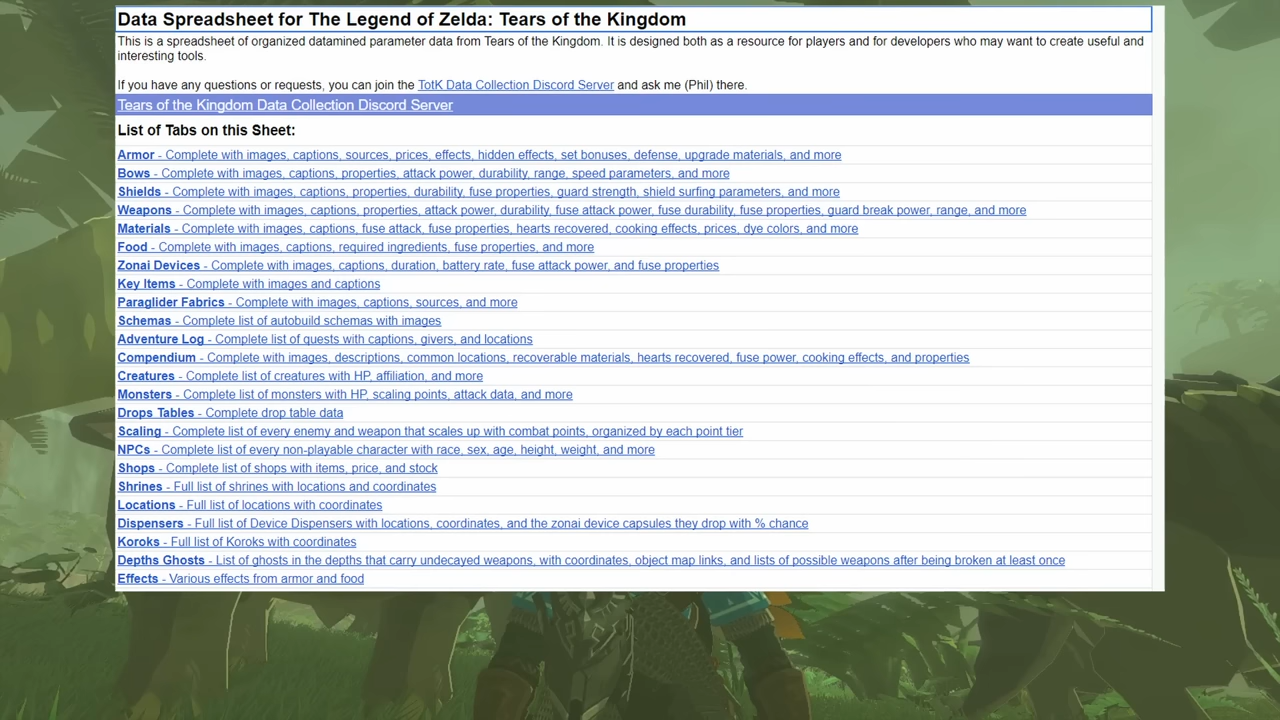 Data Spreadsheet for The Legend of Zelda: Tears of the Kingdom
This is a spreadsheet of organized datamined parameter data from Tears of the Kingdom. It is designed both as a resource for players and for developers who may want to create useful and
interesting tools.
If you have any questions or requests, you can join the TotK Data Collection Discord Server and ask me (Phil) there.
Tears of the Kingdom Data Collection Discord Server
List of Tabs on this Sheet:
Armor - Complete with images, captions, sources, prices, effects, hidden effects, set bonuses, defense, upgrade materials, and more
Bows - Complete with images, captions, properties, attack power, durability, range, speed parameters, and more
Shields - Complete with images, captions, properties, durability, fuse properties, guard strength, shield surfing parameters, and more
Weapons - Complete with images, captions, properties, attack power, durability, fuse attack power, fuse durability, fuse properties, guard break power, range, and more
Materials - Complete with images, captions, fuse attack, fuse properties, hearts recovered, cooking effects, prices, dye colors, and more
Food - Complete with images, captions, required ingredients, fuse properties, and more
Zonai Devices - Complete with images, captions, duration, battery rate, fuse attack power, and fuse properties
Key Items - Complete with images and captions
Paraglider Fabrics - Complete with images, captions, sources, and more
Schemas - Complete list of autobuild schemas with images
Adventure Log - Complete list of quests with captions, givers, and locations
Compendium - Complete with images, descriptions, common locations, recoverable materials, hearts recovered, fuse power, cooking effects, and properties
Creatures - Complete list of creatures with HP, affiliation, and more
Monsters - Complete list of monsters with HP, scaling points, attack data, and more
Drops Tables - Complete drop table data
Scaling - Complete list of every enemy and weapon that scales up with combat points, organized by each point tier
NPCs - Complete list of every non-playable character with race, sex, age, height, weight, and more
Shops - Complete list of shops with items, price, and stock
Shrines - Full list of shrines with locations and coordinates
Locations - Full list of locations with coordinates
Dispensers - Full list of Device Dispensers with locations, coordinates, and the zonai device capsules they drop with % chance
Koroks - Full list of Koroks with coordinates
Depths Ghosts - List of ghosts in the depths that carry undecayed weapons, with coordinates, object map links, and lists of possible weapons after being broken at least once
Effects - Various effects from armor and food